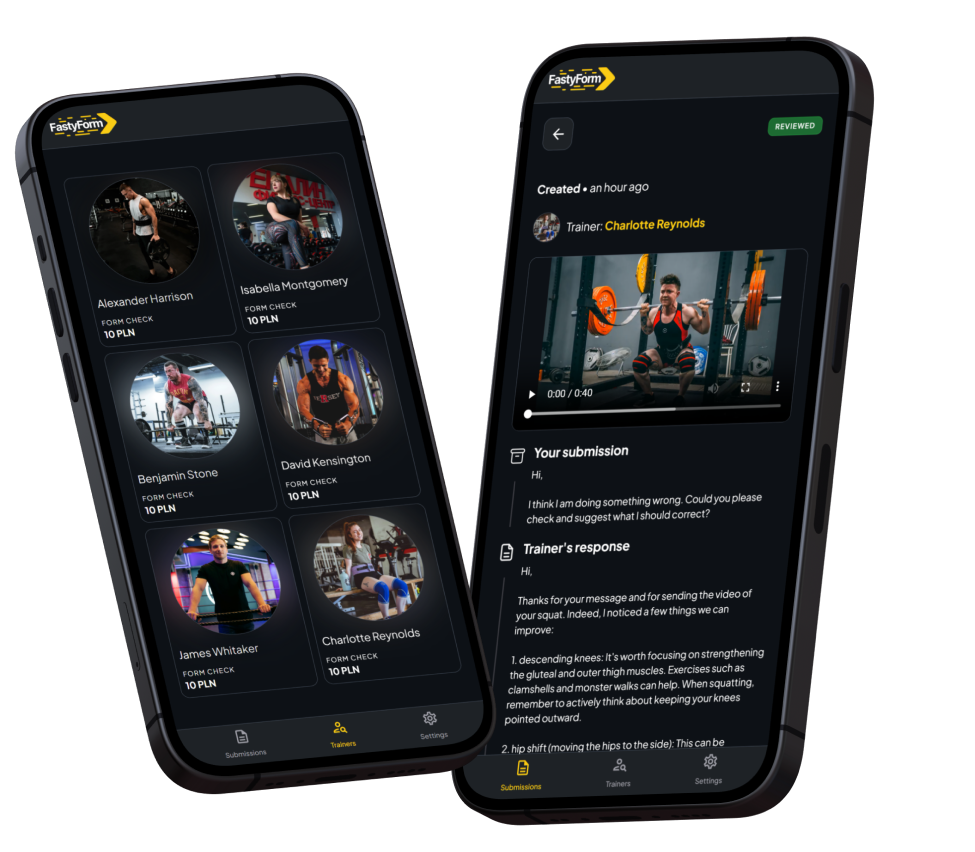 FastyForm
Alexander Harrison
FORM CHECK
10 PLN
Isabella Montgomery
FORM CHECK
10 PLN
Benjamin Stone
FORM CHECK
10 PLN
David Kensington
FORM CHECK
10 PLN
James Whitaker
FORM CHECK
10 PLN
Charlotte Reynolds
FORM CHECK
10 PLN
Submissions
Trainers
Settings
FastyForm
REVIEWED
Created • an hour ago
Trainer: Charlotte Reynolds
0:00 / 0:40
Your submission
Hi,
I think I am doing something wrong. Could you please
check and suggest what I should correct?
Trainer's response
Hi,
Thanks for your message and for sending the video of
your squat. Indeed, I noticed a few things we can
improve:
1. descending knees: It's worth focusing on strengthening
the gluteal and outer thigh muscles. Exercises such as
clamshells and monster walks can help. When squatting,
remember to actively think about keeping your knees
pointed outward.
2. hip shift (moving the hips to the side): This can be
Submissions
Trainers
Settings